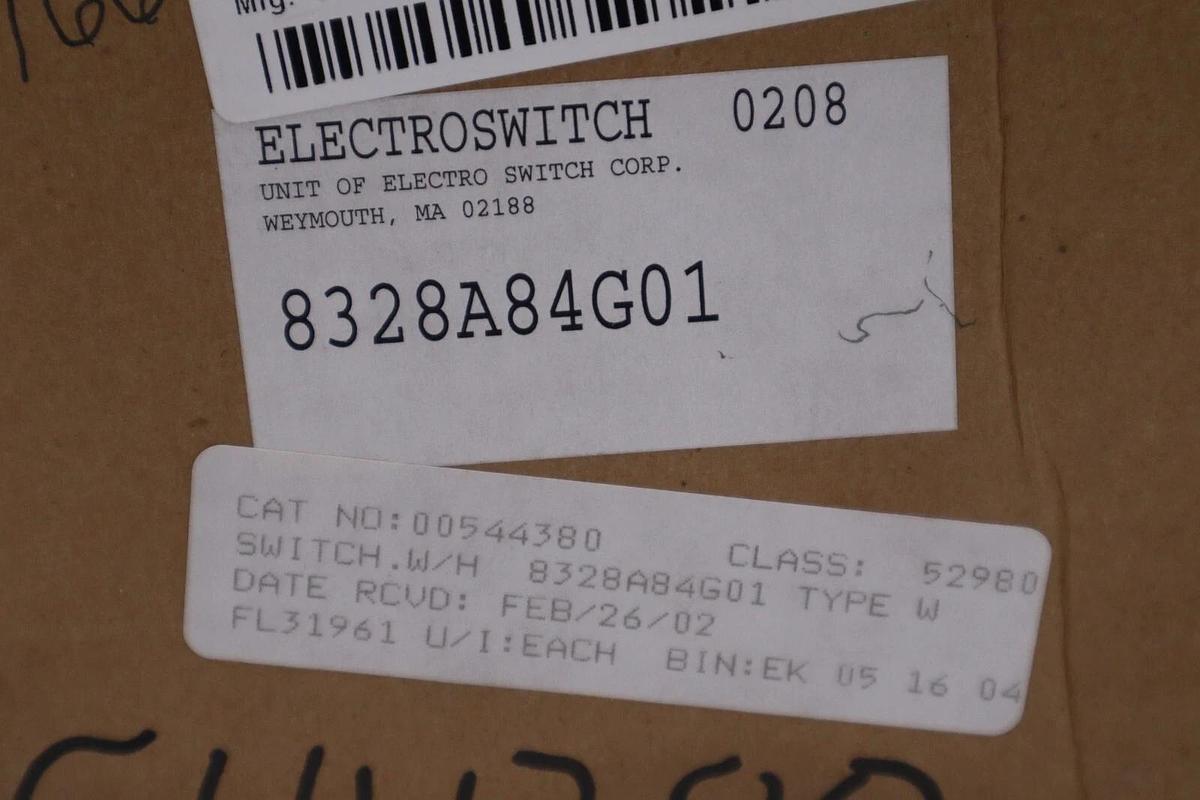 Mfg.
ELECTROSWITCH 0208
UNIT OF ELECTRO SWITCH CORP.
WEYMOUTH, MA 02188
8328A84G01
CAT NO:00544380 CLASS: 52980
SWITCH.W/H 8328A84G01 TYPE W
DATE RCVD: FEB/26/02
FL31961 U/I:EACH BIN:EK 05 16 04